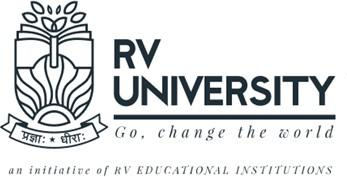 RV
UNIVERSITY
Go, change the world
प्रज्ञाः * धीराः
an initiative of RV EDUCATIONAL INSTITUTIONS